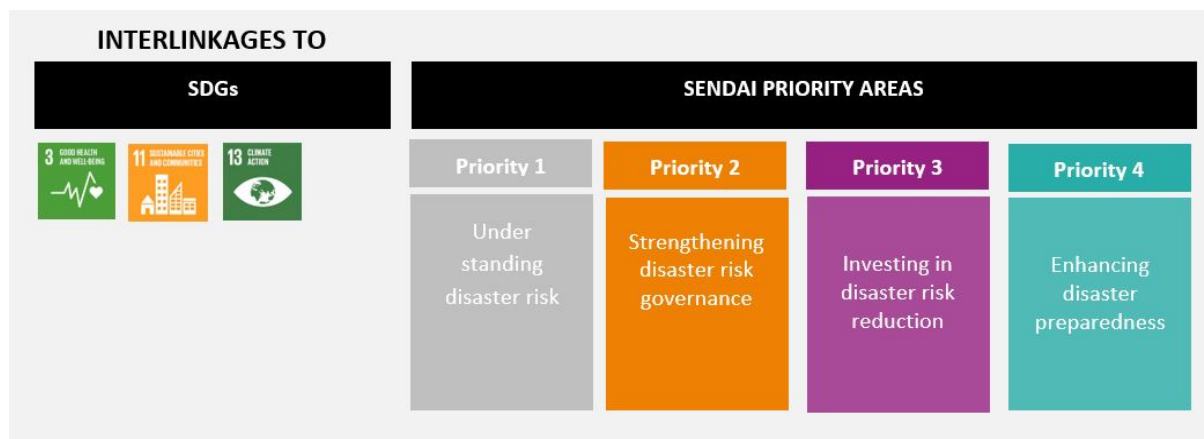 INTERLINKAGES TO
SDGs
SENDAI PRIORITY AREAS
3 GOOD HEALTH
AND WELL-BEING
11 SUSTAINABLE CITIES
AND COMMUNITIES
13 CLIMATE
ACTION
Priority 1
Under
standing
disaster risk
Priority 2
Strengthening
disaster risk
governance
Priority 3
Investing in
disaster risk
reduction
Priority 4
Enhancing
disaster
preparedness